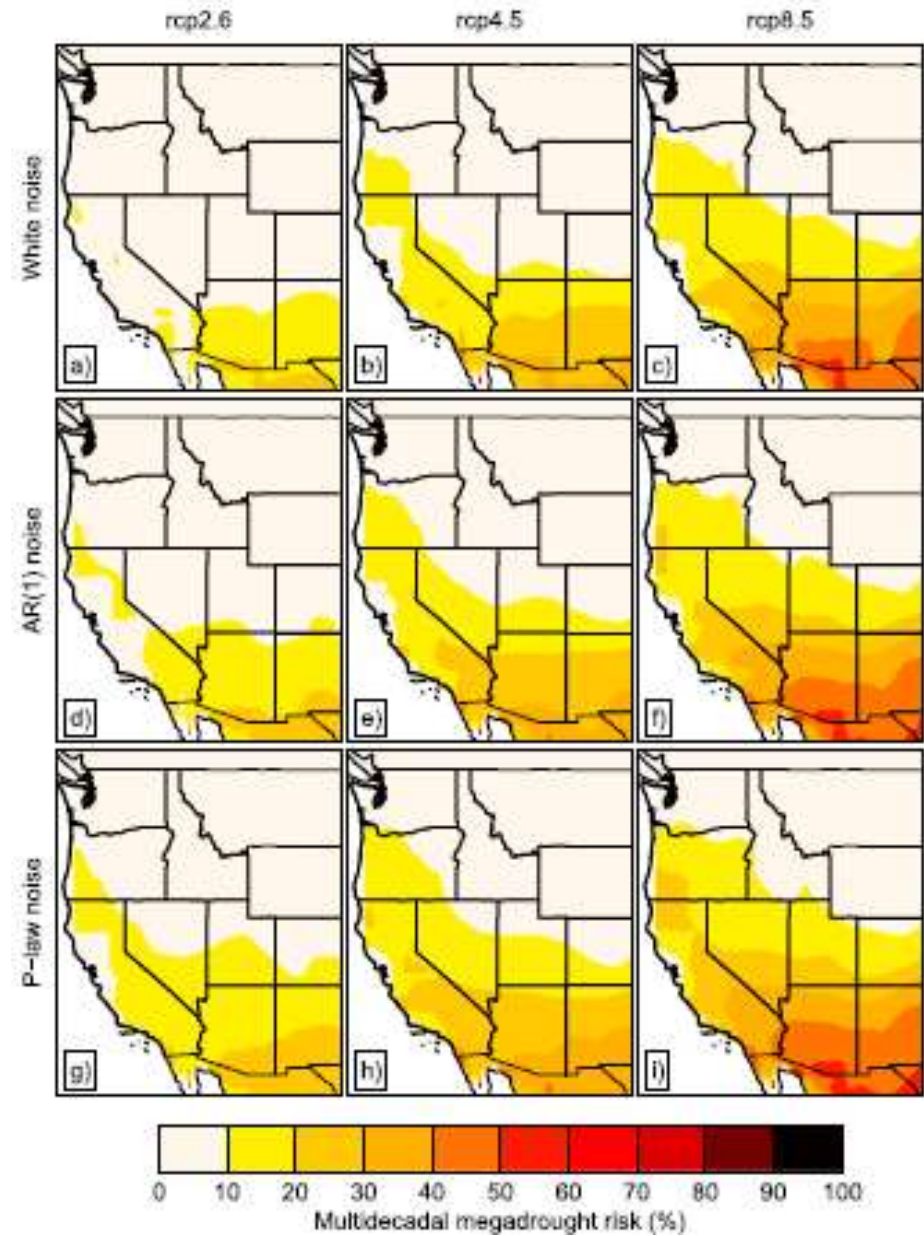 rcp2.6 rcp4.5 rcp8.5
White noise
a) b) c)
AR(1) noise
d) e) f)
P-law noise
g) h) i)
0 10 20 30 40 50 60 70 80 90 100
Multidecadal megadrought risk (%)